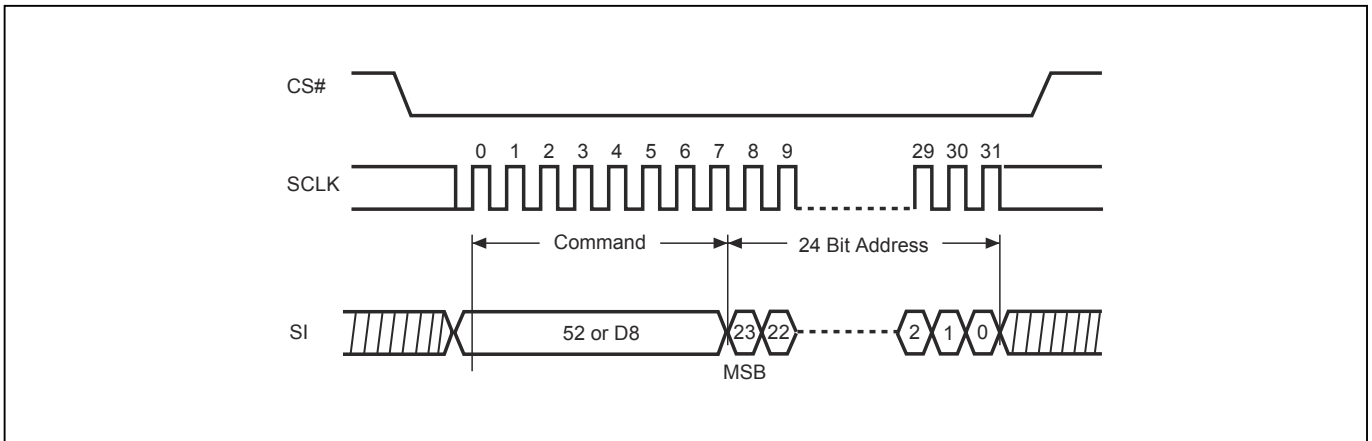 CS#
0 1 2 3 4 5 6 7 8 9 29 30 31
SCLK
Command 24 Bit Address
SI 52 or D8 23 22 2 1 0
MSB